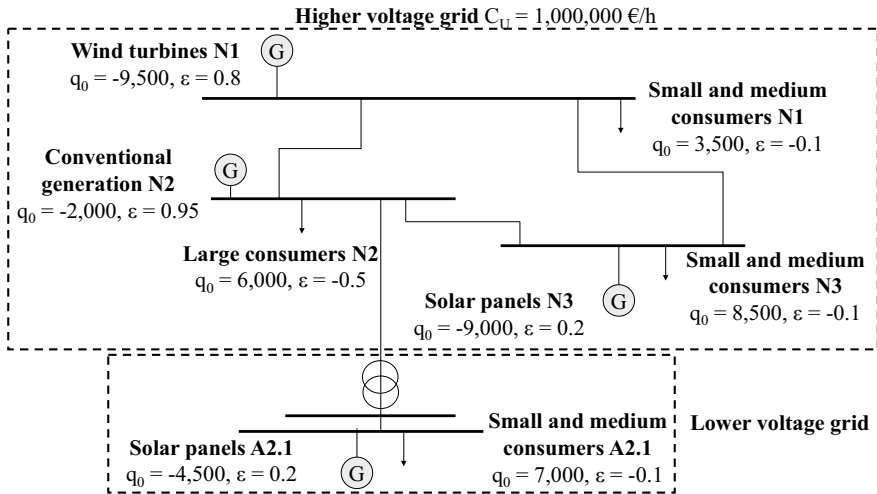 Higher voltage grid C_U = 1,000,000 €/h
Wind turbines N1
q₀ = -9,500, ε = 0.8
G
Small and medium
consumers N1
q₀ = 3,500, ε = -0.1
Conventional
generation N2
q₀ = -2,000, ε = 0.95
G
Large consumers N2
q₀ = 6,000, ε = -0.5
Small and medium
consumers N3
q₀ = 8,500, ε = -0.1
Solar panels N3
q₀ = -9,000, ε = 0.2
G
Lower voltage grid
Solar panels A2.1
q₀ = -4,500, ε = 0.2
G
Small and medium
consumers A2.1
q₀ = 7,000, ε = -0.1